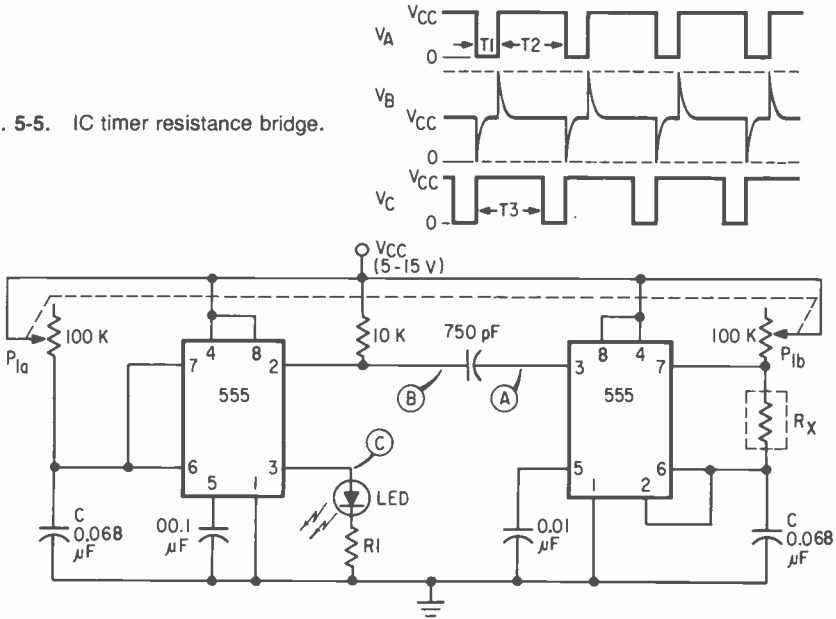 VCC
VA
T1
T2
0
VB
VCC
0
. 5-5. IC timer resistance bridge.
VCC
VC
T3
0
VCC
(5-15 V)
100 K
P1a
10 K
750 pF
100 K
P1b
4
8
7
2
555
B
A
8
4
3
7
555
RX
6
3
C
5
1
LED
5
1
2
6
C
0.068
µF
00.1
µF
R1
0.01
µF
C
0.068
µF